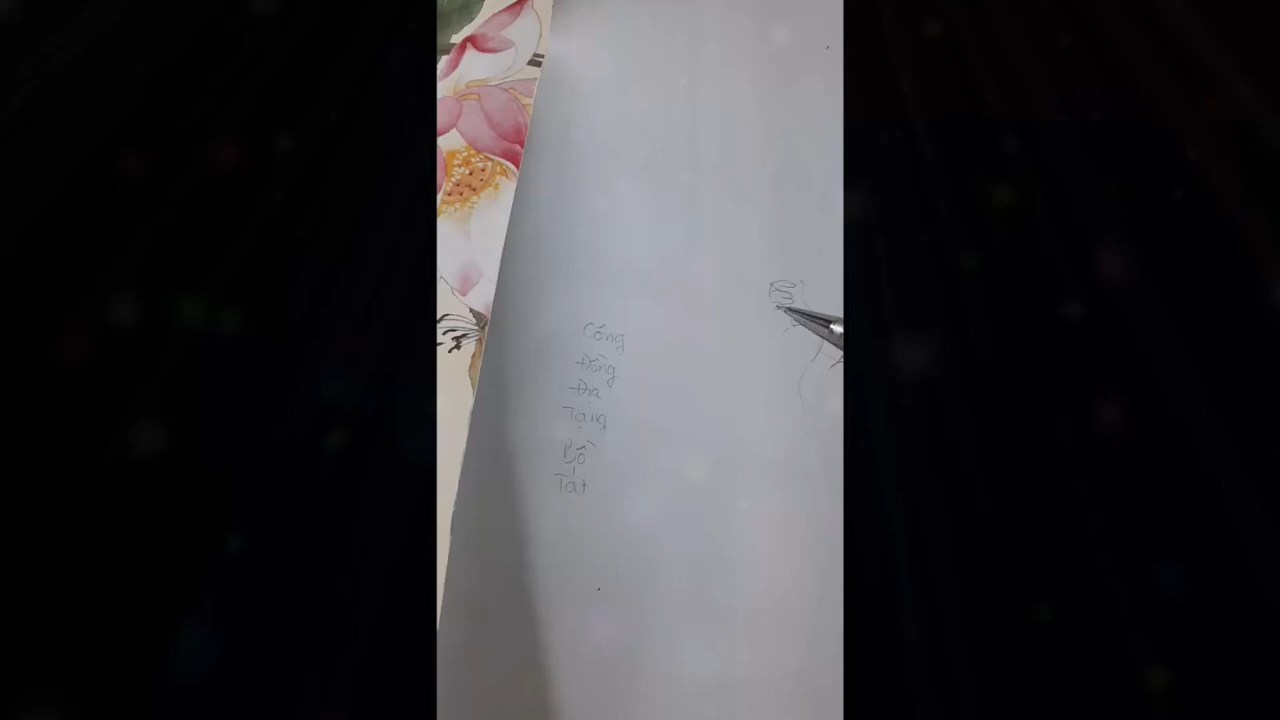 Cộng
Đồng
Địa
Tạng
Bồ
Tát